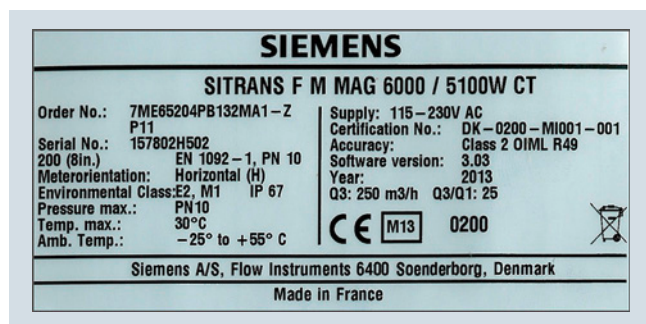 SIEMENS
SITRANS F M MAG 6000 / 5100W CT
Order No.: 7ME65204PB132MA1-Z
P11
Serial No.: 157802H502
200 (8in.) EN 1092-1, PN 10
Meterorientation: Horizontal (H)
Environmental Class:E2, M1 IP 67
Pressure max.: PN10
Temp. max.: 30°C
Amb. Temp.: -25° to +55° C
Supply: 115-230V AC
Certification No.: DK-0200-MI001-001
Accuracy: Class 2 OIML R49
Software version: 3.03
Year: 2013
Q3: 250 m3/h Q3/Q1: 25
CE M13 0200
Siemens A/S, Flow Instruments 6400 Soenderborg, Denmark
Made in France